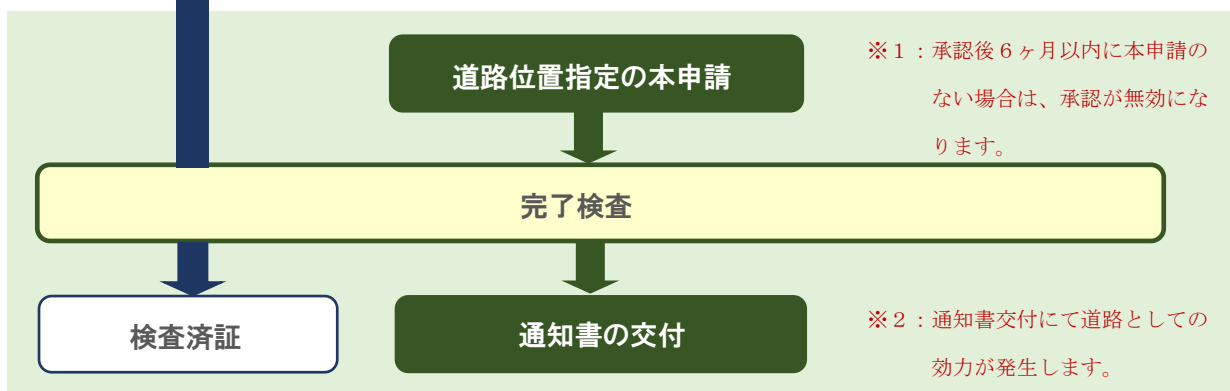 道路位置指定の本申請
※１：承認後６ヶ月以内に本申請の
ない場合は、承認が無効にな
ります。
完了検査
検査済証
通知書の交付
※２：通知書交付にて道路としての
効力が発生します。